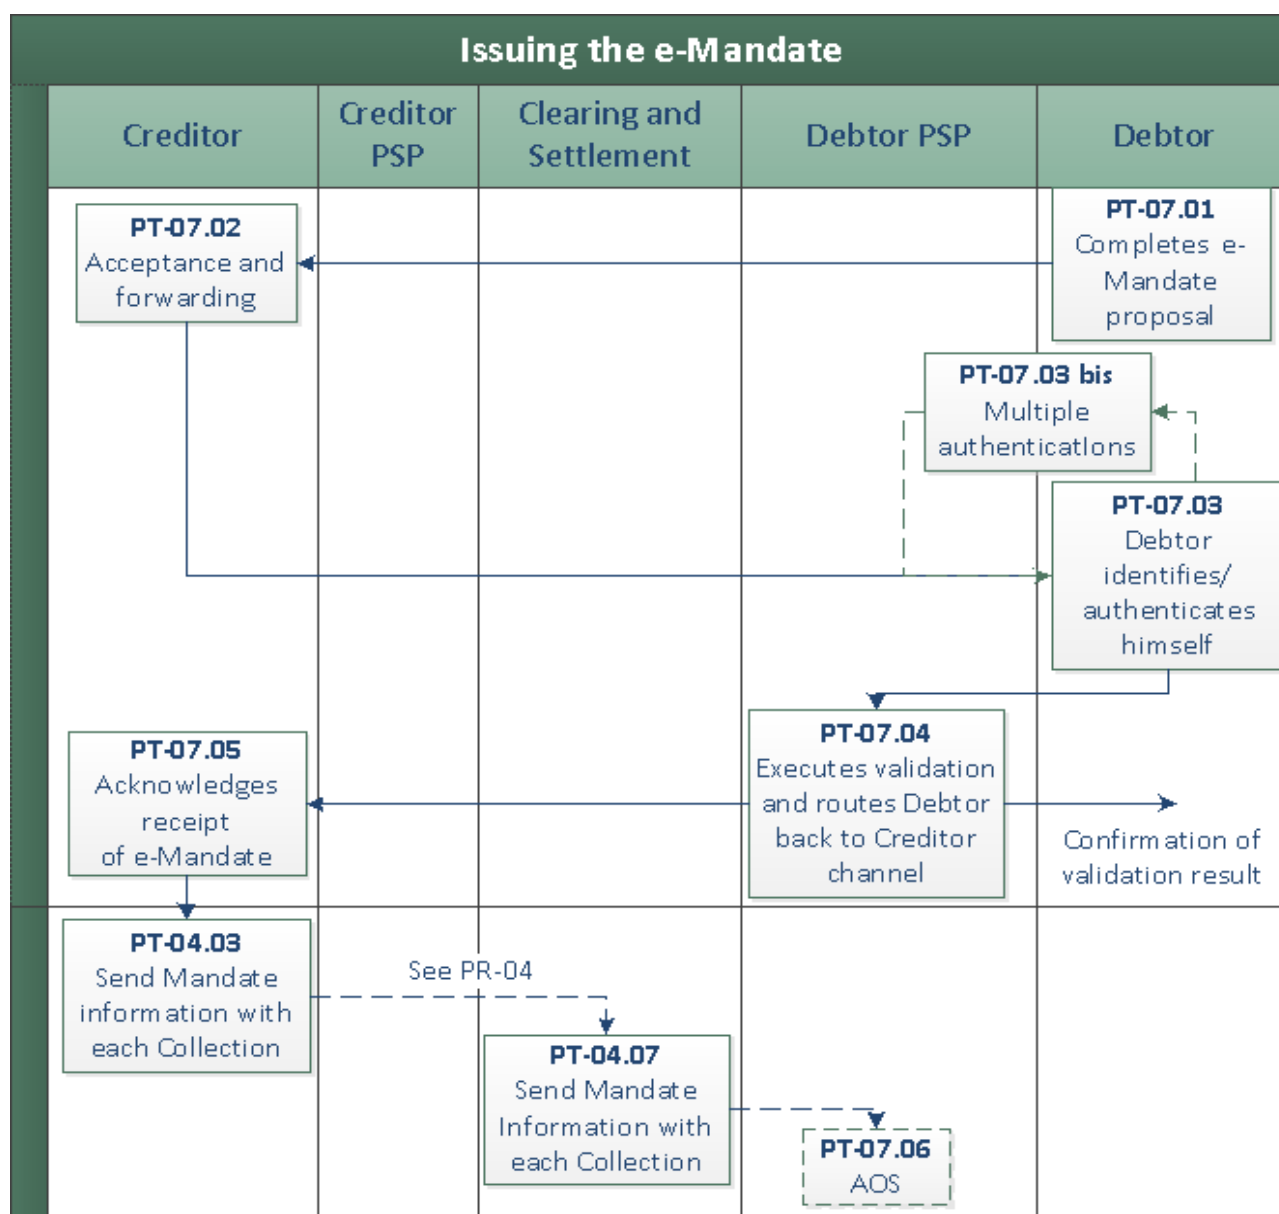 Issuing the e-Mandate
Creditor
Creditor
PSP
Clearing and
Settlement
Debtor PSP
Debtor
PT-07.02
Acceptance and
forwarding
PT-07.01
Completes e-
Mandate
proposal
PT-07.03 bis
Multiple
authentications
PT-07.03
Debtor
identifies/
authenticates
himself
PT-07.05
Acknowledges
receipt
of e-Mandate
PT-07.04
Executes validation
and routes Debtor
back to Creditor
channel
Confirmation of
validation result
PT-04.03
Send Mandate
information with
each Collection
See PR-04
PT-04.07
Send Mandate
Information with
each Collection
PT-07.06
AOS